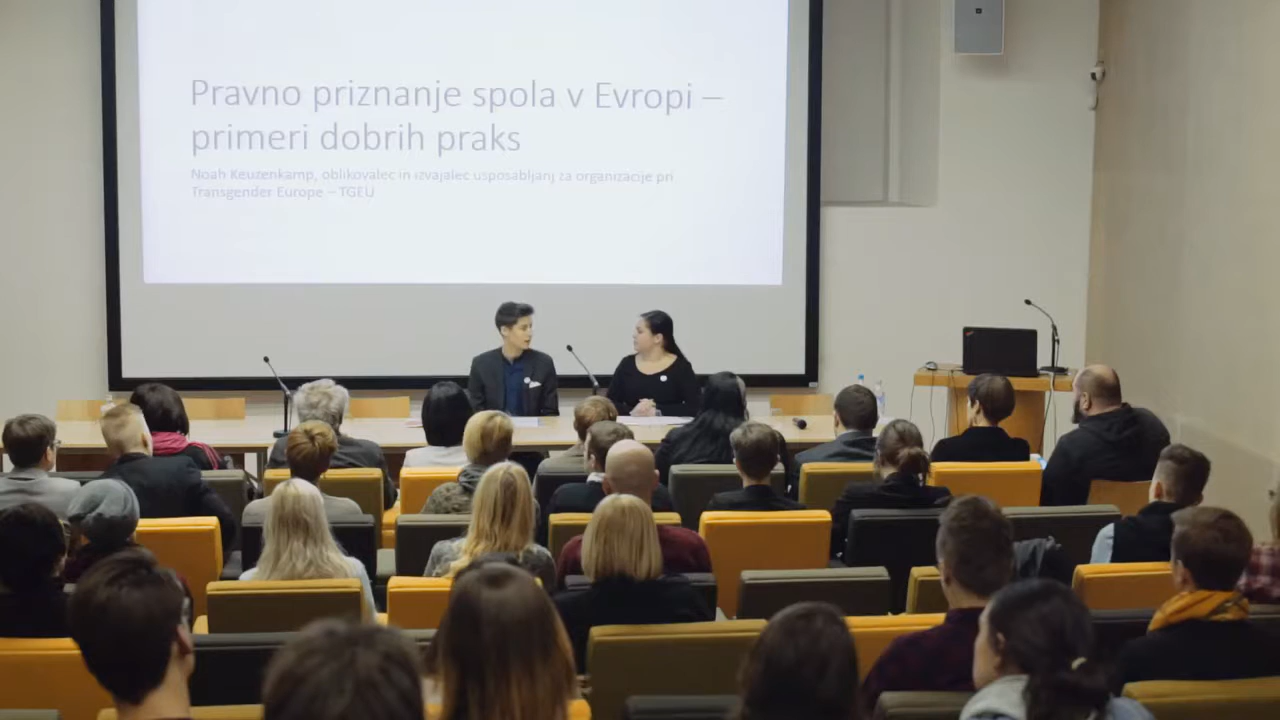 Pravno priznanje spola v Evropi –
primeri dobrih praks
Noah Keuzenkamp, oblikovalec in izvajalec usposabljanj za organizacije pri
Transgender Europe – TGEU